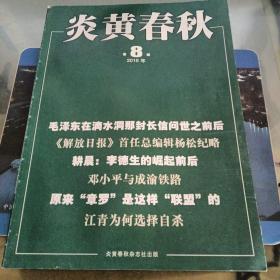 炎黄春秋
第8期
2018年
毛泽东在滴水洞那封长信问世之前后
《解放日报》首任总编辑杨松纪略
耕晨：李德生的崛起前后
邓小平与成渝铁路
原来“章罗”是这样“联盟”的
江青为何选择自杀
炎黄春秋杂志社出版